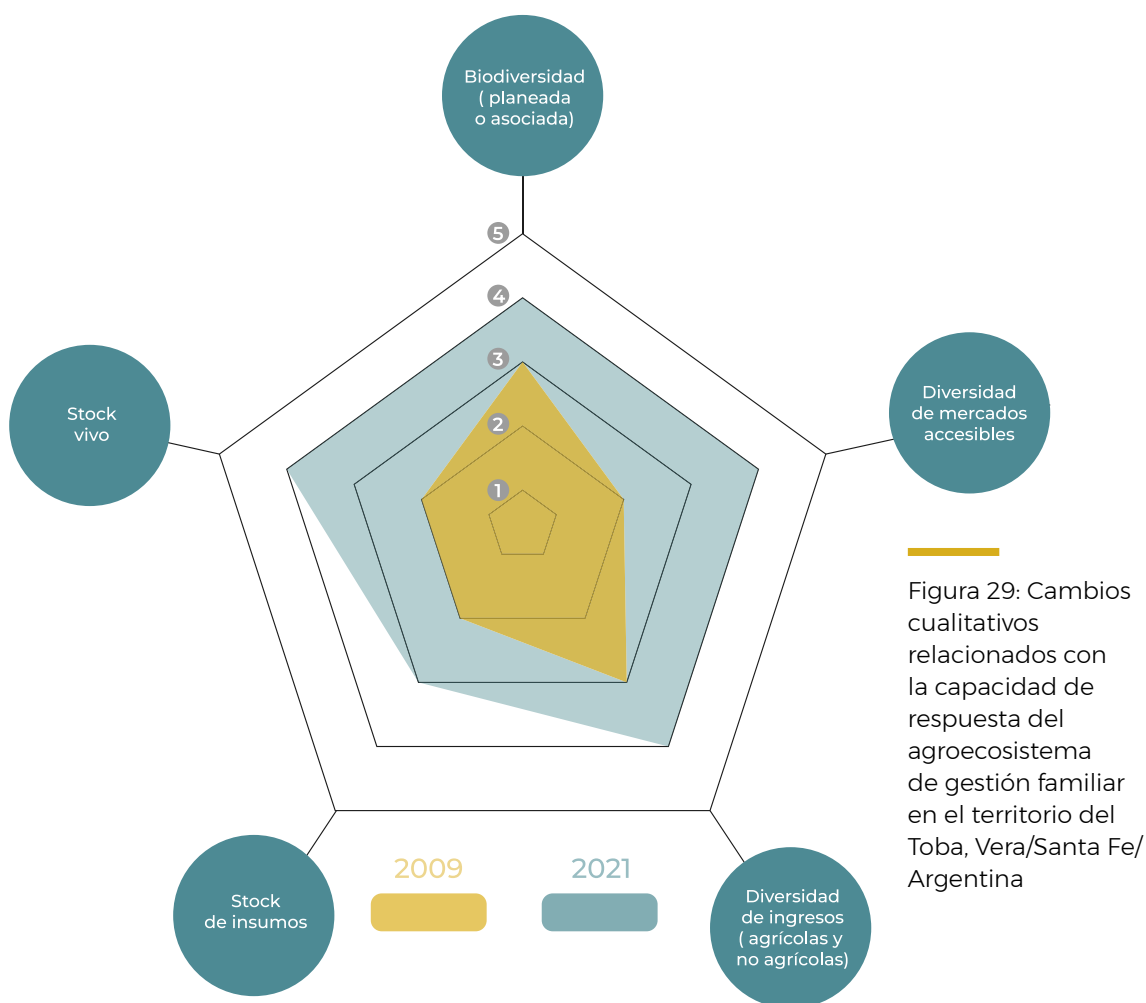 Biodiversidad
( planeada
o asociada)
5
4
3
2
1
Stock
vivo
Diversidad
de mercados
accesibles
Figura 29: Cambios
cualitativos
relacionados con
la capacidad de
respuesta del
agroecosistema
de gestión familiar
en el territorio del
Toba, Vera/Santa Fe/
Argentina
Stock
de insumos
2009
2021
Diversidad
de ingresos
( agrícolas y
no agrícolas)